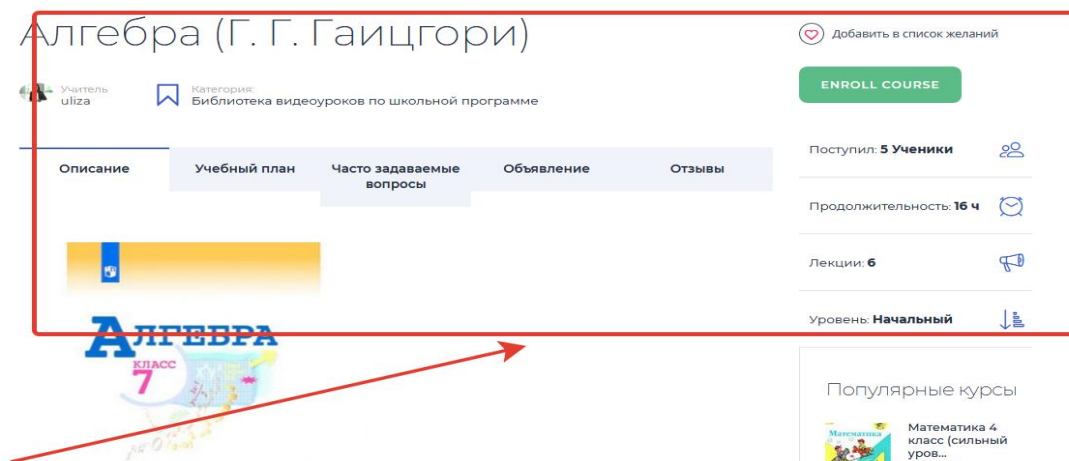 Алгебра (Г. Г. Гаицгори)
Учитель
uliza
Категория:
Библиотека видеоуроков по школьной программе
Описание
Учебный план
Часто задаваемые
вопросы
Объявление
Отзывы
АЛГЕБРА
КЛАСС
7
Добавить в список желаний
ENROLL COURSE
Поступил: 5 Ученики
Продолжительность: 16 ч
Лекции: 6
Уровень: Начальный
Популярные курсы
Математика
Математика 4
класс (сильный
уров...